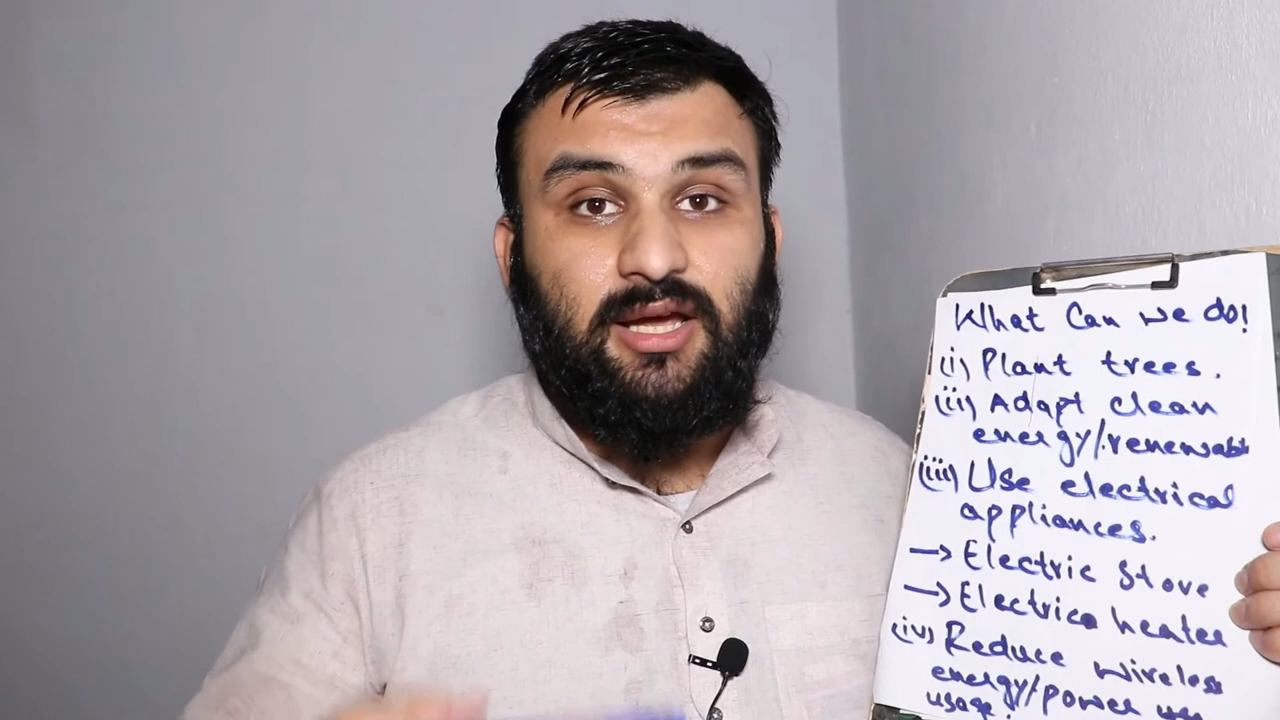 What Can we do!
(i) Plant trees.
(ii) Adapt clean
energy/renewabl
(iii) Use electrical
appliances.
→ Electric Stove
→ Electrica heater
(iv) Reduce wireless
energy/power
usage!